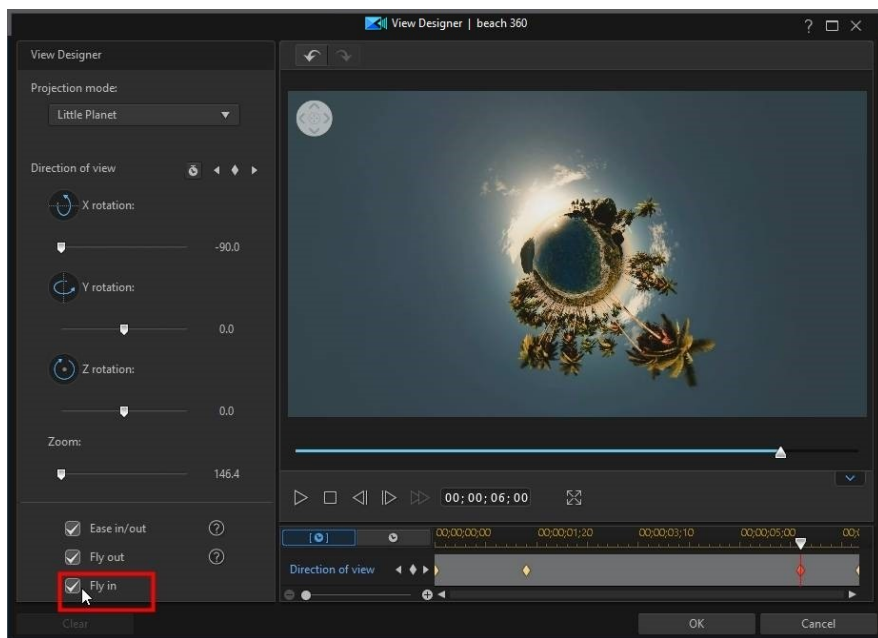 View Designer | beach 360
View Designer
Projection mode:
Little Planet
Direction of view
X rotation:
-90.0
Y rotation:
0.0
Z rotation:
0.0
Zoom:
146.4
Ease in/out
Fly out
Fly in
Clear
00;00;06;00
00;00;00;00 00;00;01;20 00;00;03;10 00;00;05;00 00;
Direction of view
OK Cancel